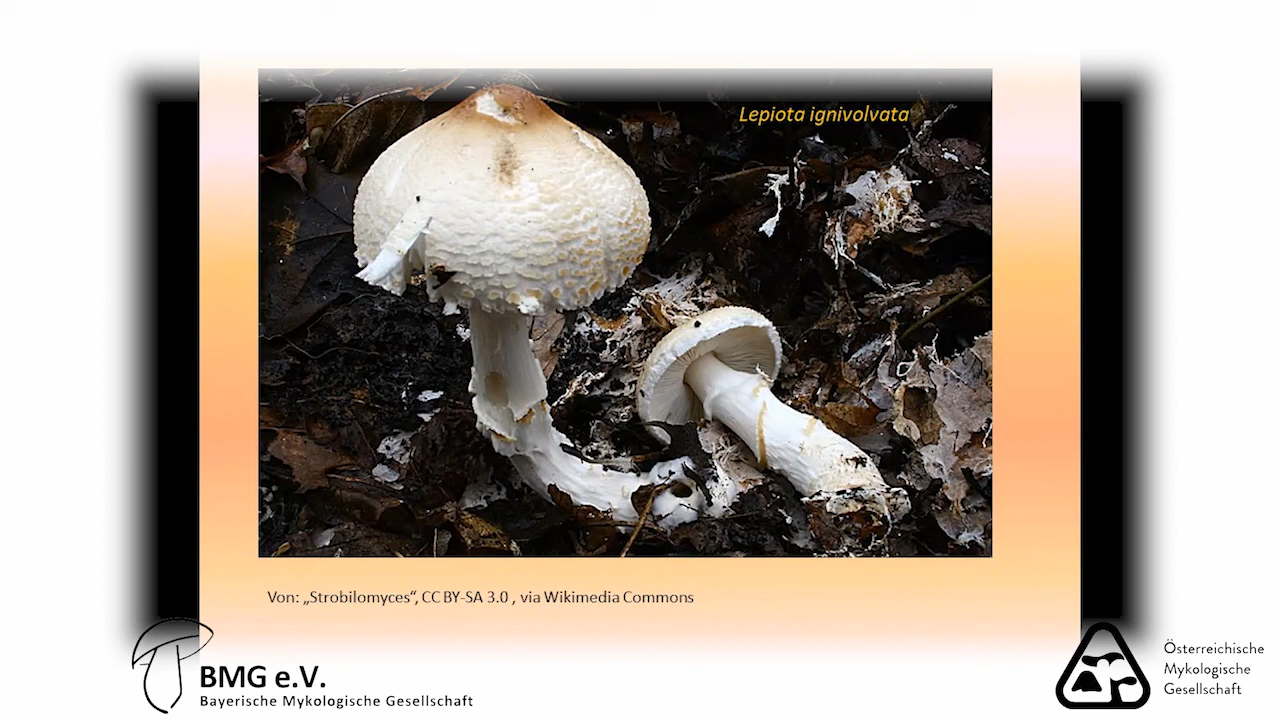 Lepiota ignivolvata
Von: „Strobilomyces“, CC BY-SA 3.0 , via Wikimedia Commons
BMG e.V.
Bayerische Mykologische Gesellschaft
Österreichische
Mykologische
Gesellschaft